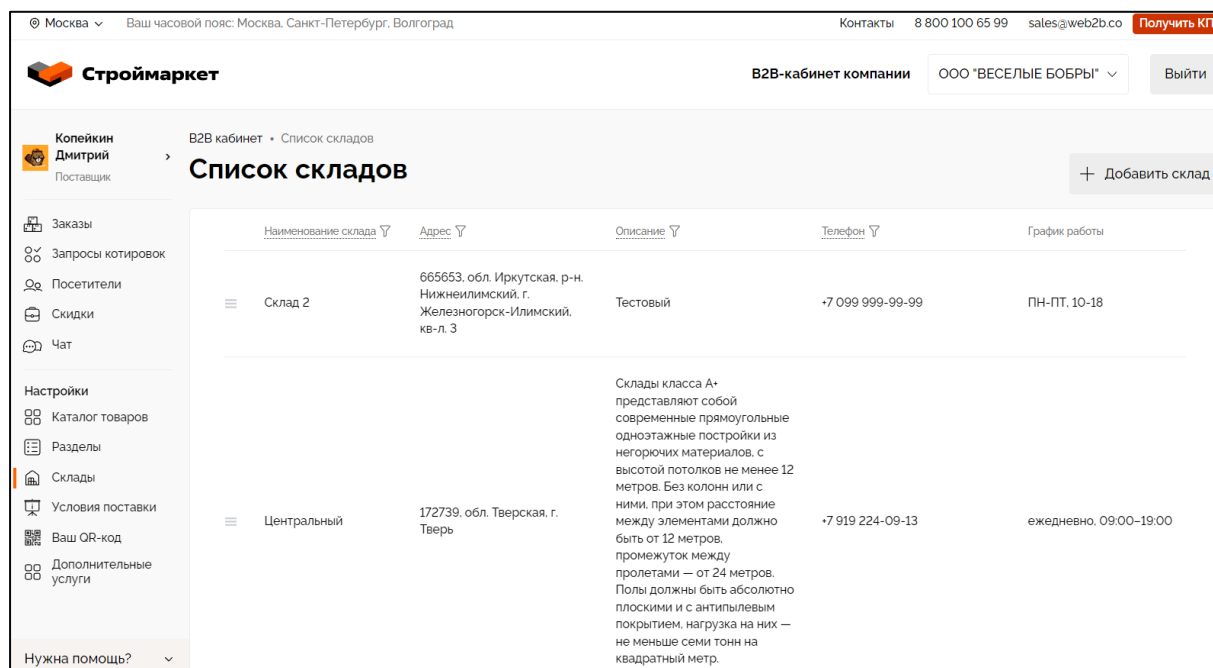 Москва Ваш часовой пояс: Москва, Санкт-Петербург, Волгоград Контакты 8 800 100 65 99 sales@web2b.co Получить КП
Строймаркет B2B-кабинет компании ООО "ВЕСЕЛЫЕ БОБРЫ" Выйти
Копейкин
Дмитрий
Поставщик
Заказы
Запросы котировок
Посетители
Скидки
Чат
Настройки
Каталог товаров
Разделы
Склады
Условия поставки
Ваш QR-код
Дополнительные
услуги
Нужна помощь?
B2B кабинет • Список складов
Список складов
+ Добавить склад
Наименование склада Адрес Описание Телефон График работы
Склад 2
665653, обл. Иркутская, р-н.
Нижнеилимский, г.
Железногорск-Илимский,
кв-л. 3
Тестовый
+7 099 999-99-99
ПН-ПТ, 10-18
Центральный
172739, обл. Тверская, г.
Тверь
Склады класса А+
представляют собой
современные прямоугольные
одноэтажные постройки из
негорючих материалов, с
высотой потолков не менее 12
метров. Без колонн или с
ними, при этом расстояние
между элементами должно
быть от 12 метров,
промежуток между
пролетами — от 24 метров.
Полы должны быть абсолютно
плоскими и с антипылевым
покрытием, нагрузка на них —
не меньше семи тонн на
квадратный метр.
+7 919 224-09-13
ежедневно, 09:00–19:00